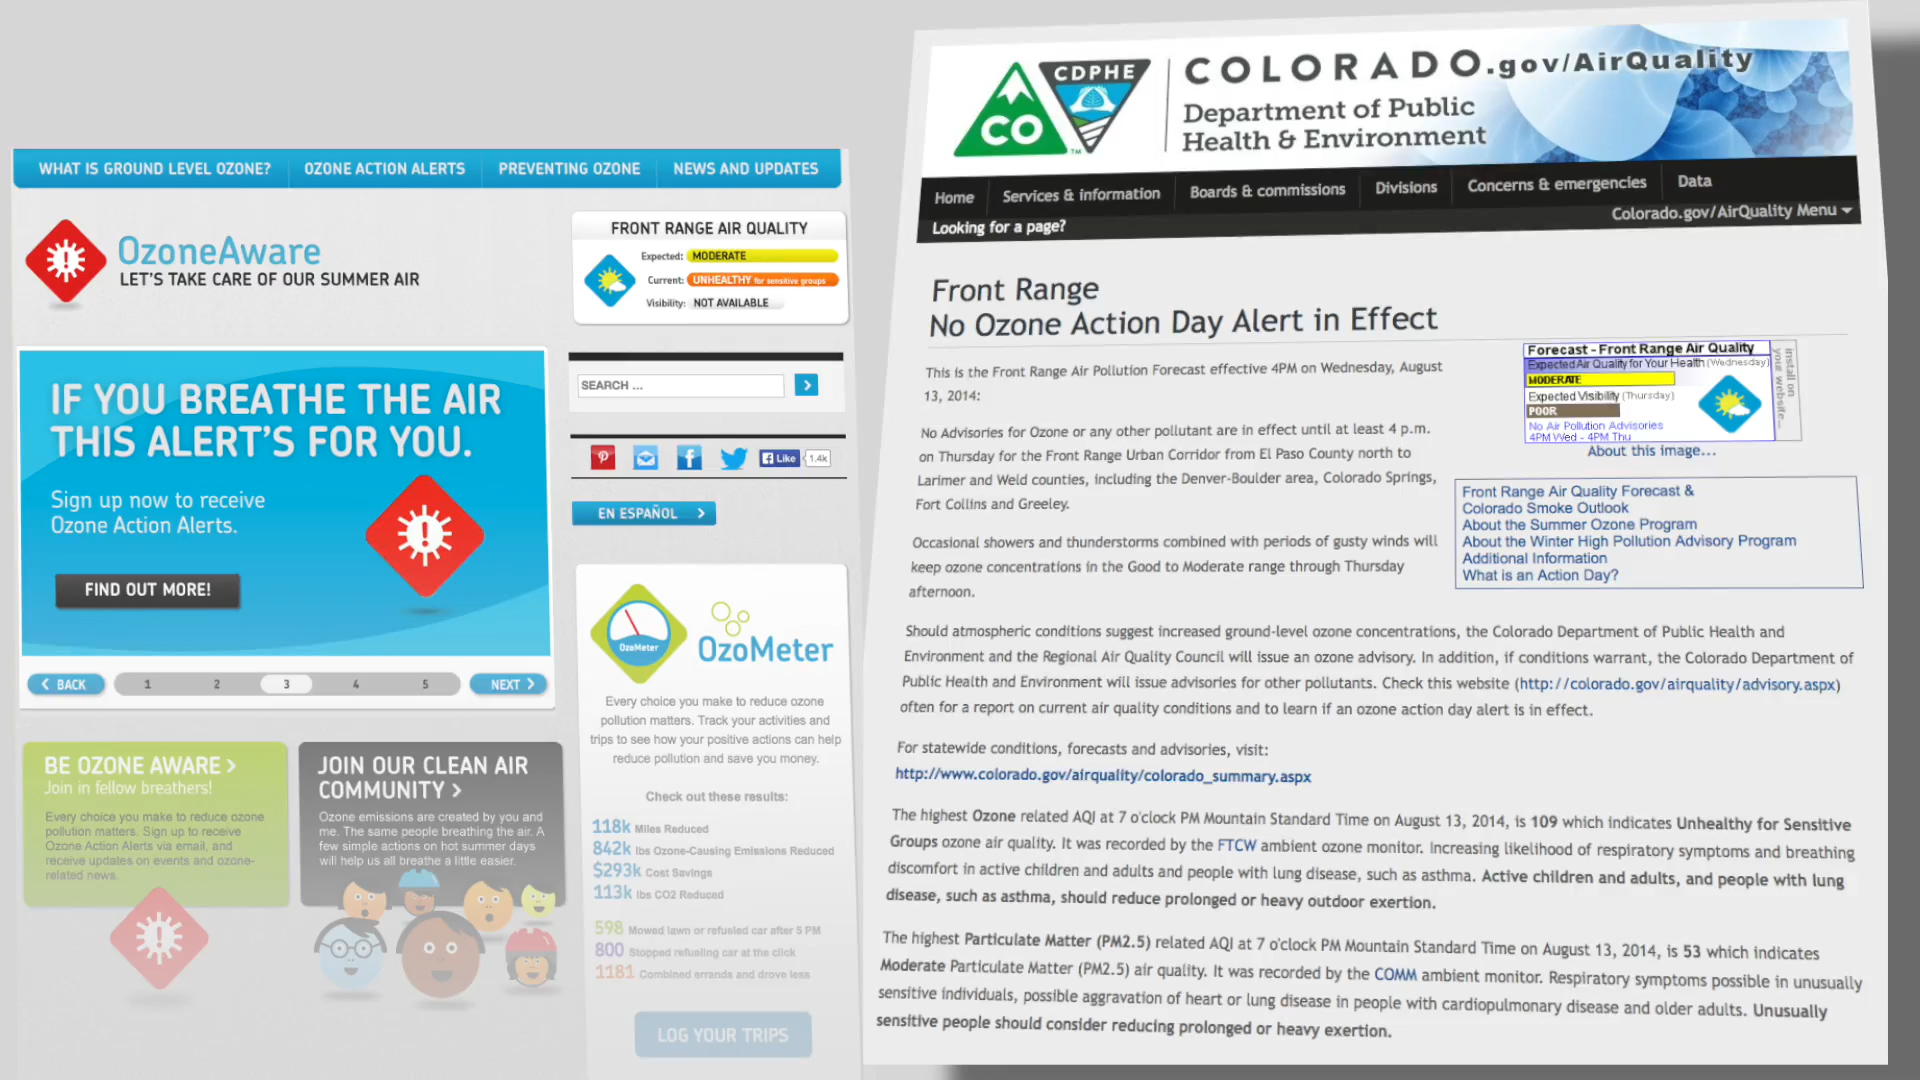 WHAT IS GROUND LEVEL OZONE?
OZONE ACTION ALERTS
PREVENTING OZONE
NEWS AND UPDATES
OzoneAware
LET'S TAKE CARE OF OUR SUMMER AIR
FRONT RANGE AIR QUALITY
Expected: MODERATE
Current: UNHEALTHY for sensitive groups
Visibility: NOT AVAILABLE
IF YOU BREATHE THE AIR
THIS ALERT'S FOR YOU.
Sign up now to receive
Ozone Action Alerts.
FIND OUT MORE!
BACK 1 2 3 4 5 NEXT
SEARCH ...
Like 1.4k
EN ESPAÑOL
OzoMeter
OzoMeter
Every choice you make to reduce ozone
pollution matters. Track your activities and
trips to see how your positive actions can help
reduce pollution and save you money.
Check out these results:
118k Miles Reduced
842k lbs Ozone-Causing Emissions Reduced
$293k Cost Savings
113k lbs CO2 Reduced
598 Mowed lawn or refueled car after 5 PM
800 Stopped refueling car at the click
1181 Combined errands and drove less
LOG YOUR TRIPS
BE OZONE AWARE >
Join in fellow breathers!
Every choice you make to reduce ozone
pollution matters. Sign up to receive
Ozone Action Alerts via email, and
receive updates on events and ozone-
related news.
JOIN OUR CLEAN AIR
COMMUNITY >
Ozone emissions are created by you and
me. The same people breathing the air. A
few simple actions on hot summer days
will help us all breathe a little easier.
CO
TM
CDPHE
COLORADO.gov/AirQuality
Department of Public
Health & Environment
Home
Services & information
Boards & commissions
Divisions
Concerns & emergencies
Data
Looking for a page?
Colorado.gov/AirQuality Menu
Front Range
No Ozone Action Day Alert in Effect
This is the Front Range Air Pollution Forecast effective 4PM on Wednesday, August
13, 2014:
No Advisories for Ozone or any other pollutant are in effect until at least 4 p.m.
on Thursday for the Front Range Urban Corridor from El Paso County north to
Larimer and Weld counties, including the Denver-Boulder area, Colorado Springs,
Fort Collins and Greeley.
Occasional showers and thunderstorms combined with periods of gusty winds will
keep ozone concentrations in the Good to Moderate range through Thursday
afternoon.
Forecast - Front Range Air Quality
Expected Air Quality for Your Health (Wednesday)
MODERATE
Expected Visibility (Thursday)
POOR
No Air Pollution Advisories
4PM Wed - 4PM Thu
install on
your website...
About this image...
Front Range Air Quality Forecast &
Colorado Smoke Outlook
About the Summer Ozone Program
About the Winter High Pollution Advisory Program
Additional Information
What is an Action Day?
Should atmospheric conditions suggest increased ground-level ozone concentrations, the Colorado Department of Public Health and
Environment and the Regional Air Quality Council will issue an ozone advisory. In addition, if conditions warrant, the Colorado Department of
Public Health and Environment will issue advisories for other pollutants. Check this website (http://colorado.gov/airquality/advisory.aspx)
often for a report on current air quality conditions and to learn if an ozone action day alert is in effect.
For statewide conditions, forecasts and advisories, visit:
http://www.colorado.gov/airquality/colorado_summary.aspx
The highest Ozone related AQI at 7 o'clock PM Mountain Standard Time on August 13, 2014, is 109 which indicates Unhealthy for Sensitive
Groups ozone air quality. It was recorded by the FTCW ambient ozone monitor. Increasing likelihood of respiratory symptoms and breathing
discomfort in active children and adults and people with lung disease, such as asthma. Active children and adults, and people with lung
disease, such as asthma, should reduce prolonged or heavy outdoor exertion.
The highest Particulate Matter (PM2.5) related AQI at 7 o'clock PM Mountain Standard Time on August 13, 2014, is 53 which indicates
Moderate Particulate Matter (PM2.5) air quality. It was recorded by the COMM ambient monitor. Respiratory symptoms possible in unusually
sensitive individuals, possible aggravation of heart or lung disease in people with cardiopulmonary disease and older adults. Unusually
sensitive people should consider reducing prolonged or heavy exertion.